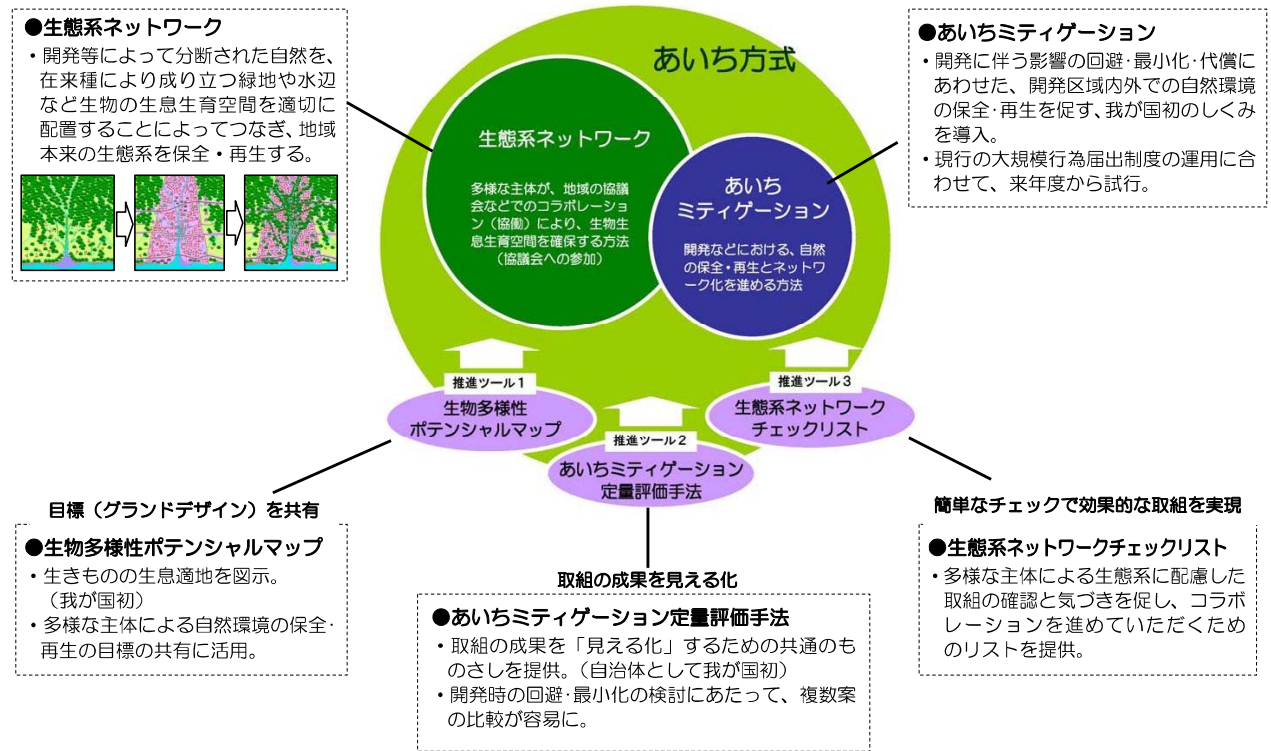 ●生態系ネットワーク
・開発等によって分断された自然を、
在来種により成り立つ緑地や水辺
など生物の生息生育空間を適切に
配置することによってつなぎ、地域
本来の生態系を保全・再生する。
あいち方式
生態系ネットワーク
多様な主体が、地域の協議
会などでのコラボレーショ
ン（協働）により、生物生
息生育空間を確保する方法
（協議会への参加）
あいち
ミティゲーション
開発などにおける、自然
の保全・再生とネットワ
ーク化を進める方法
●あいちミティゲーション
・開発に伴う影響の回避･最小化･代償に
あわせた、開発区域内外での自然環境
の保全･再生を促す、我が国初のしくみ
を導入。
・現行の大規模行為届出制度の運用に合
わせて、来年度から試行。
推進ツール１
生物多様性
ポテンシャルマップ
推進ツール２
あいちミティゲーション
定量評価手法
推進ツール３
生態系ネットワーク
チェックリスト
目標（グランドデザイン）を共有
●生物多様性ポテンシャルマップ
・生きものの生息適地を図示。
（我が国初）
・多様な主体による自然環境の保全･
再生の目標の共有に活用。
取組の成果を見える化
●あいちミティゲーション定量評価手法
・取組の成果を「見える化」するための共通のも
のさしを提供。（自治体として我が国初）
・開発時の回避･最小化の検討にあたって、複数案
の比較が容易に。
簡単なチェックで効果的な取組を実現
●生態系ネットワークチェックリスト
・多様な主体による生態系に配慮した
取組の確認と気づきを促し、コラボ
レーションを進めていただくため
のリストを提供。